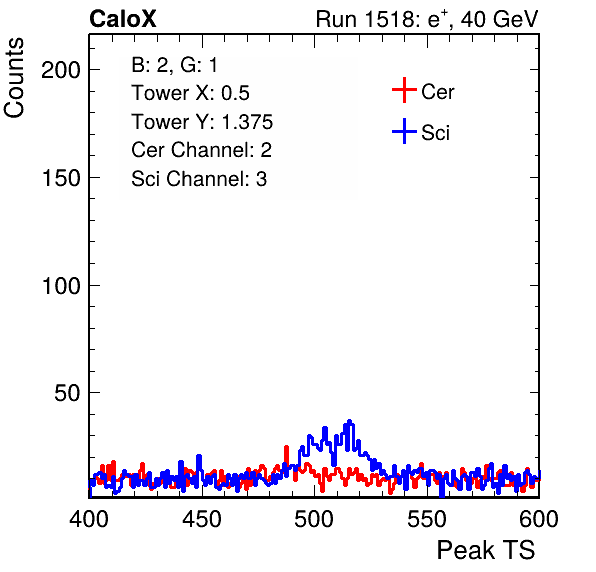 CaloX Run 1518: e⁺, 40 GeV
Counts
B: 2, G: 1
Tower X: 0.5
Tower Y: 1.375
Cer Channel: 2
Sci Channel: 3
Cer
Sci
200
150
100
50
400 450 500 550 600
Peak TS